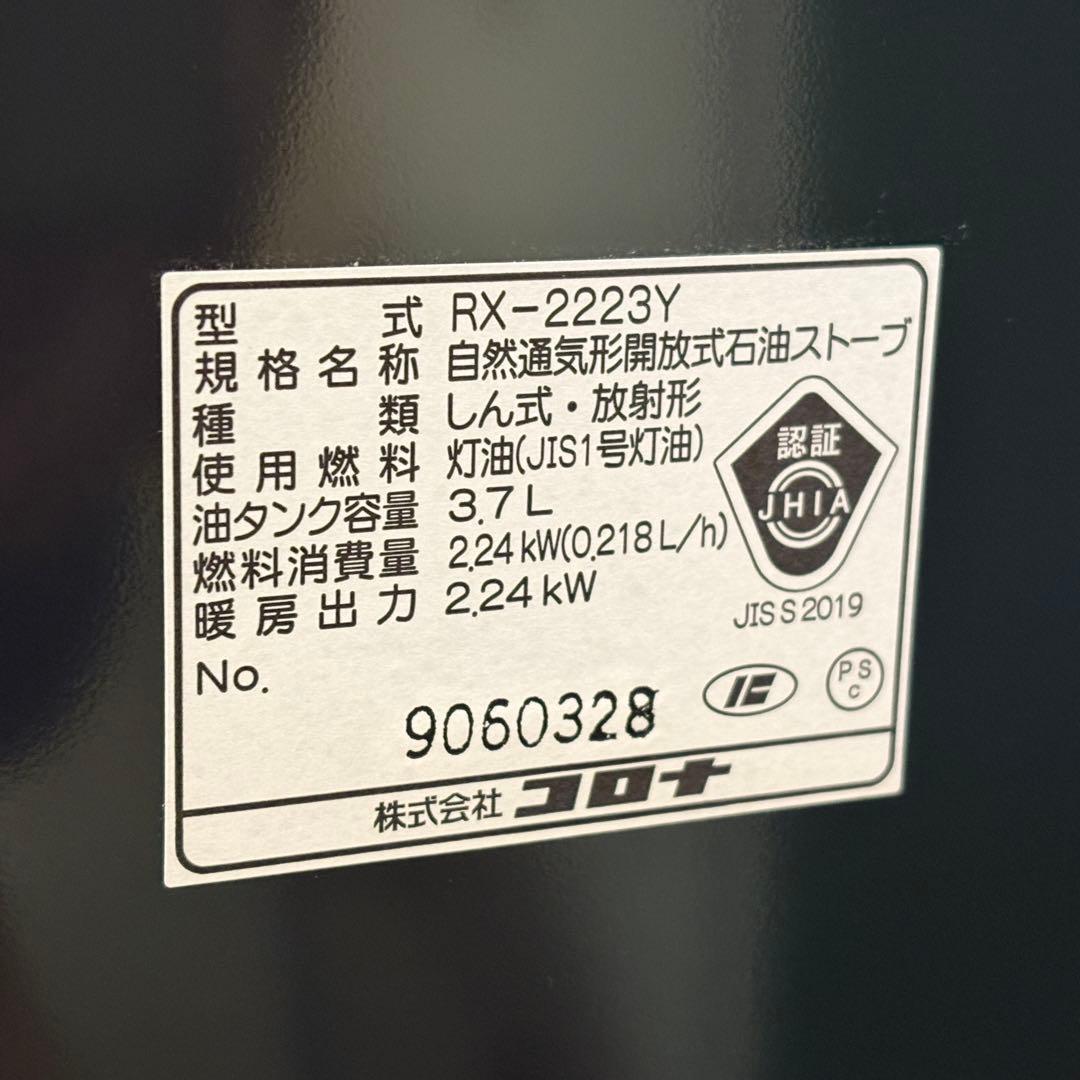 型式 RX-2223Y
規格名称 自然通気形開放式石油ストーブ
種類 しん式・放射形
使用燃料 灯油(JIS1号灯油)
油タンク容量 3.7L
燃料消費量 2.24kW(0.218L/h)
暖房出力 2.24kW
認証
JHIA
JIS S 2019
No.
9060328
PS
C
株式会社 コロナ